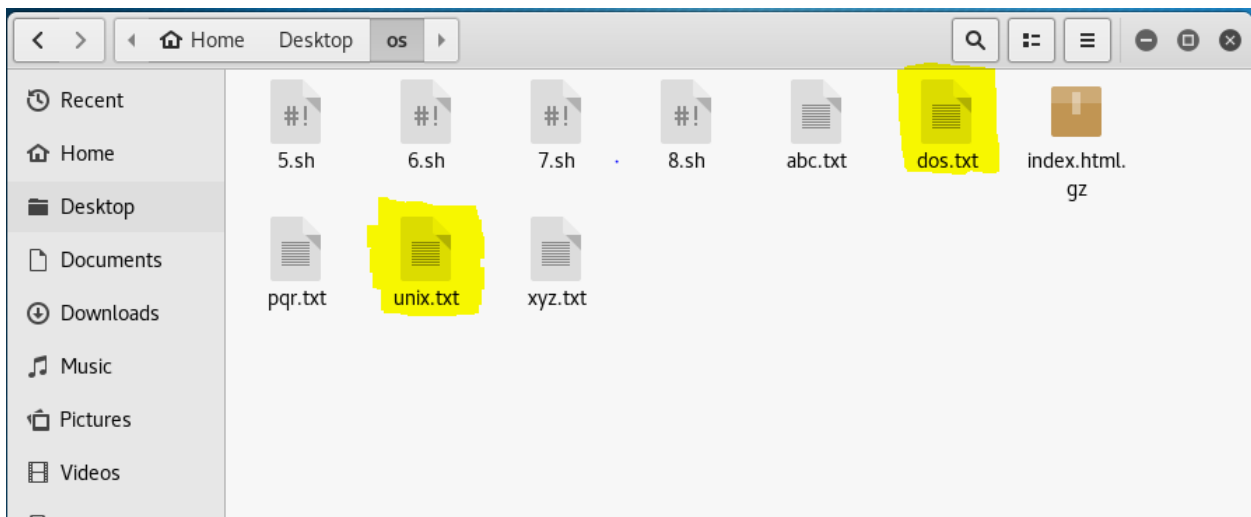 Home Desktop os
Recent
Home
Desktop
Documents
Downloads
Music
Pictures
Videos
#! #! #! #!
5.sh 6.sh 7.sh 8.sh abc.txt dos.txt index.html.
gz
pqr.txt unix.txt xyz.txt